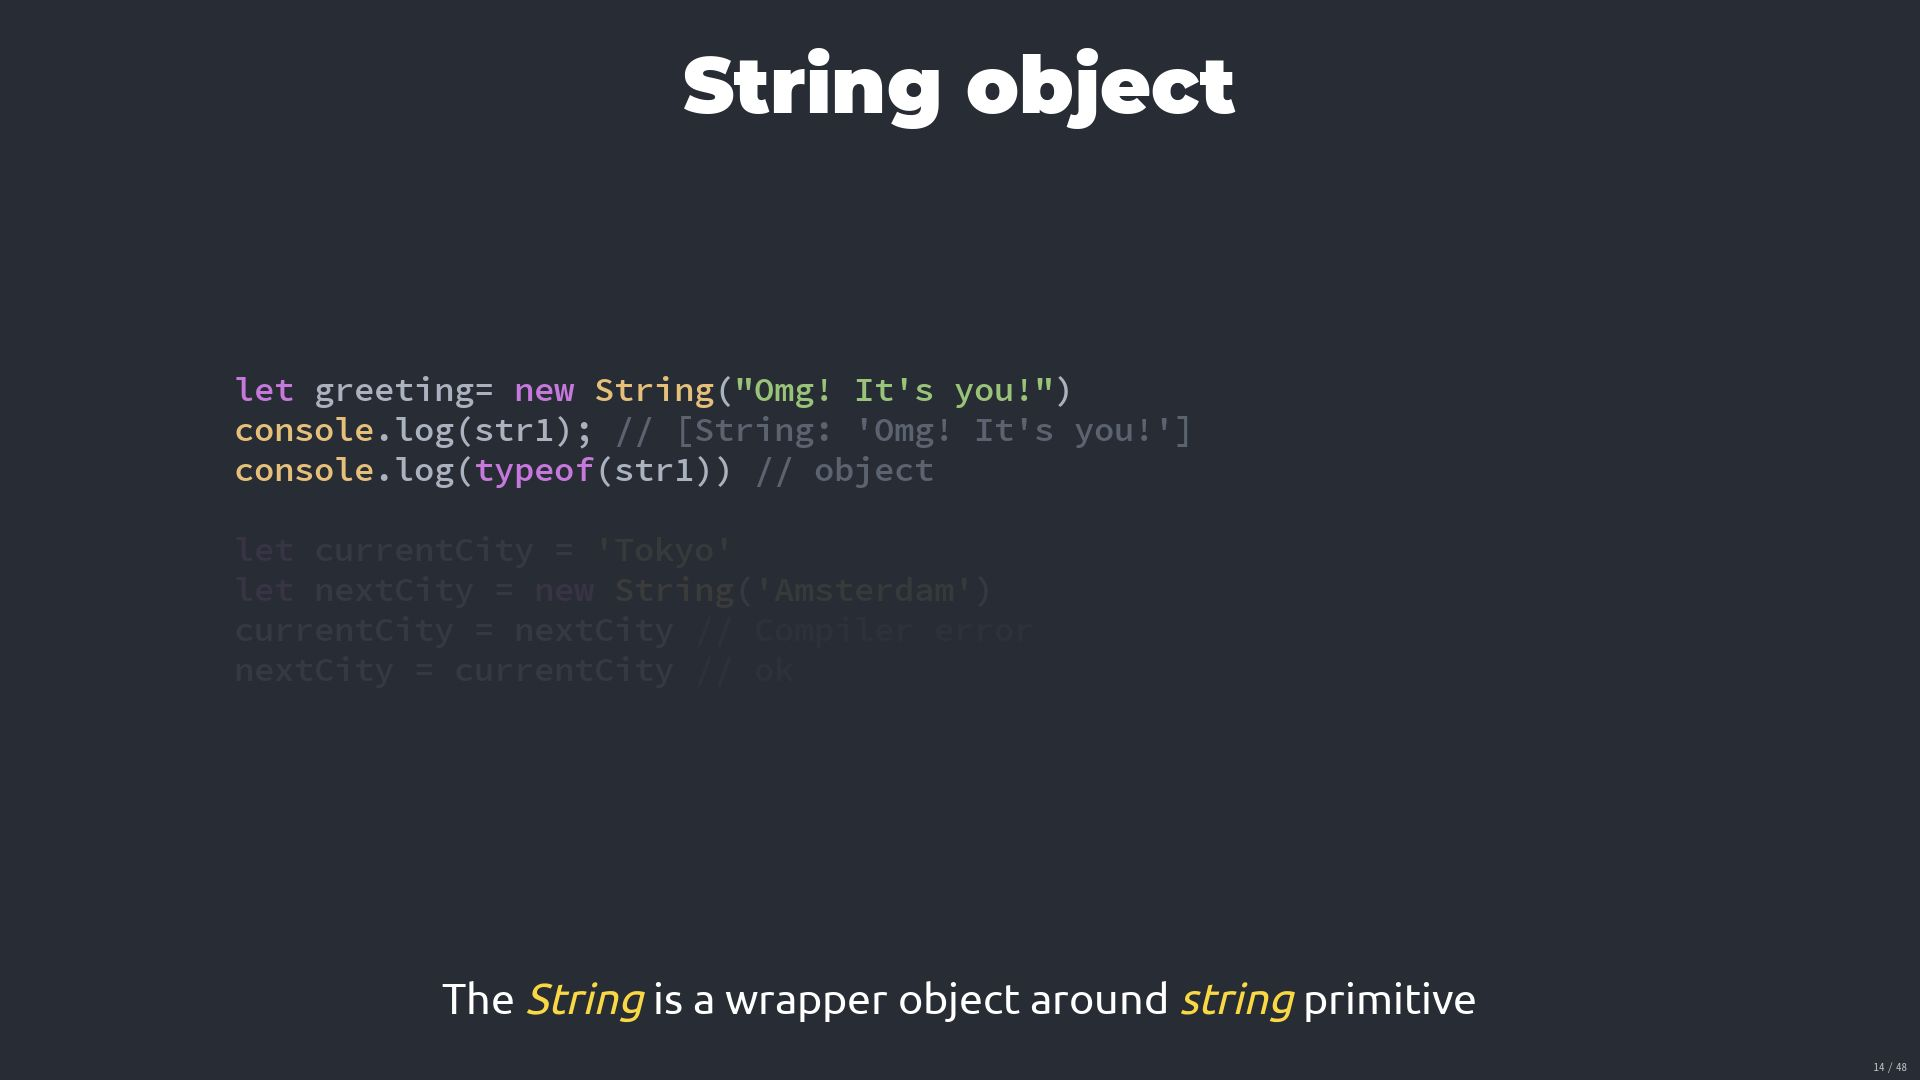 String object
let greeting= new String("Omg! It's you!")
console.log(str1); // [String: 'Omg! It's you!']
console.log(typeof(str1)) // object
let currentCity = 'Tokyo'
let nextCity = new String('Amsterdam')
currentCity = nextCity // Compiler error
nextCity = currentCity // ok
The String is a wrapper object around string primitive
14 / 48